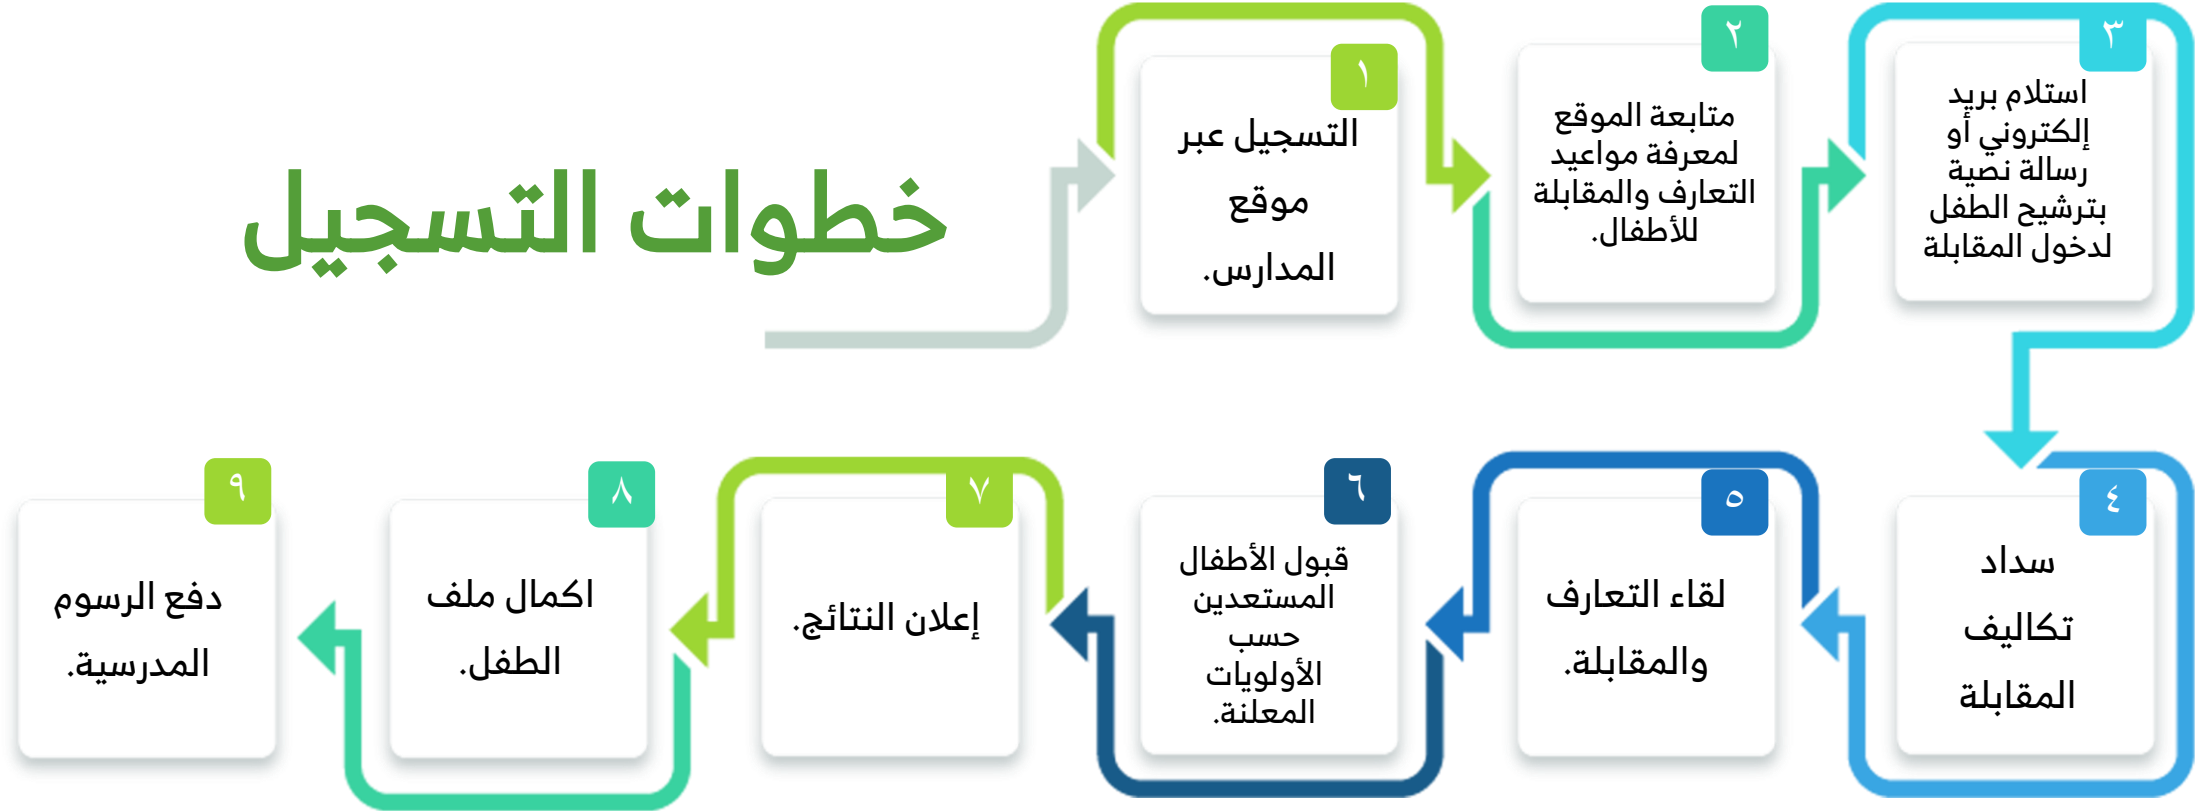 خطوات التسجيل
١
التسجيل عبر
موقع
المدارس.
٢
متابعة الموقع
لمعرفة مواعيد
التعارف والمقابلة
للأطفال.
٣
استلام بريد
إلكتروني أو
رسالة نصية
بترشيح الطفل
لدخول المقابلة
٤
سداد
تكاليف
المقابلة
٥
لقاء التعارف
والمقابلة.
٦
قبول الأطفال
المستعدين
حسب
الأولويات
المعلنة.
٧
إعلان النتائج.
٨
اكمال ملف
الطفل.
٩
دفع الرسوم
المدرسية.